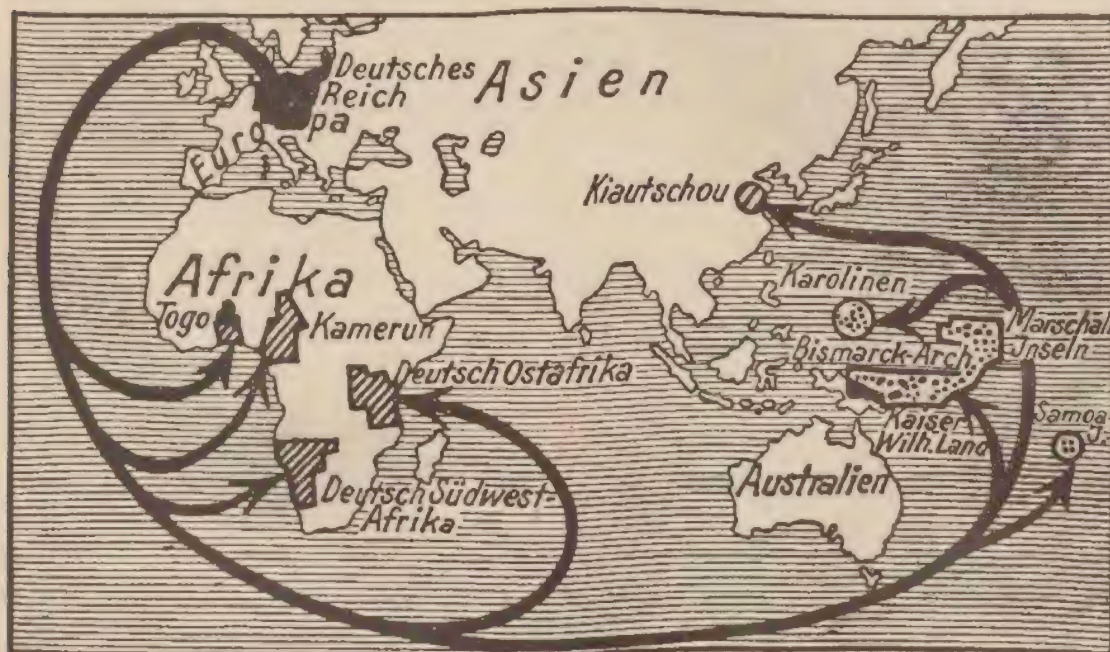 Deutsches
Reich
Europa
Asien
Kiautschou
Afrika
Togo
Kamerun
Karolinen
Marschall
Inseln
Bismarck-Arch
Deutsch Ostafrika
Kaiser
Wilh. Land
Samoa
J.
Deutsch Südwest-
Afrika
Australien